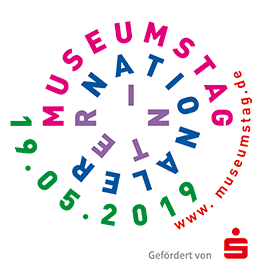 INTERNATIONALER
MUSEUMSTAG
19.05.2019
www.museumstag.de
Gefördert von